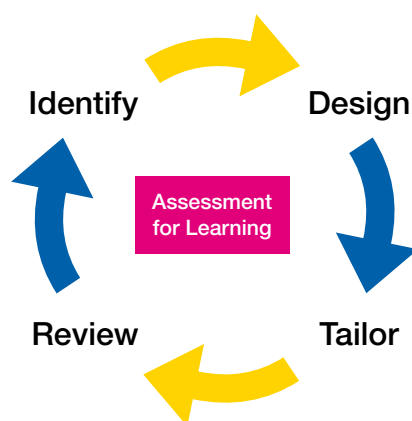 Identify
Design
Assessment
for Learning
Review
Tailor